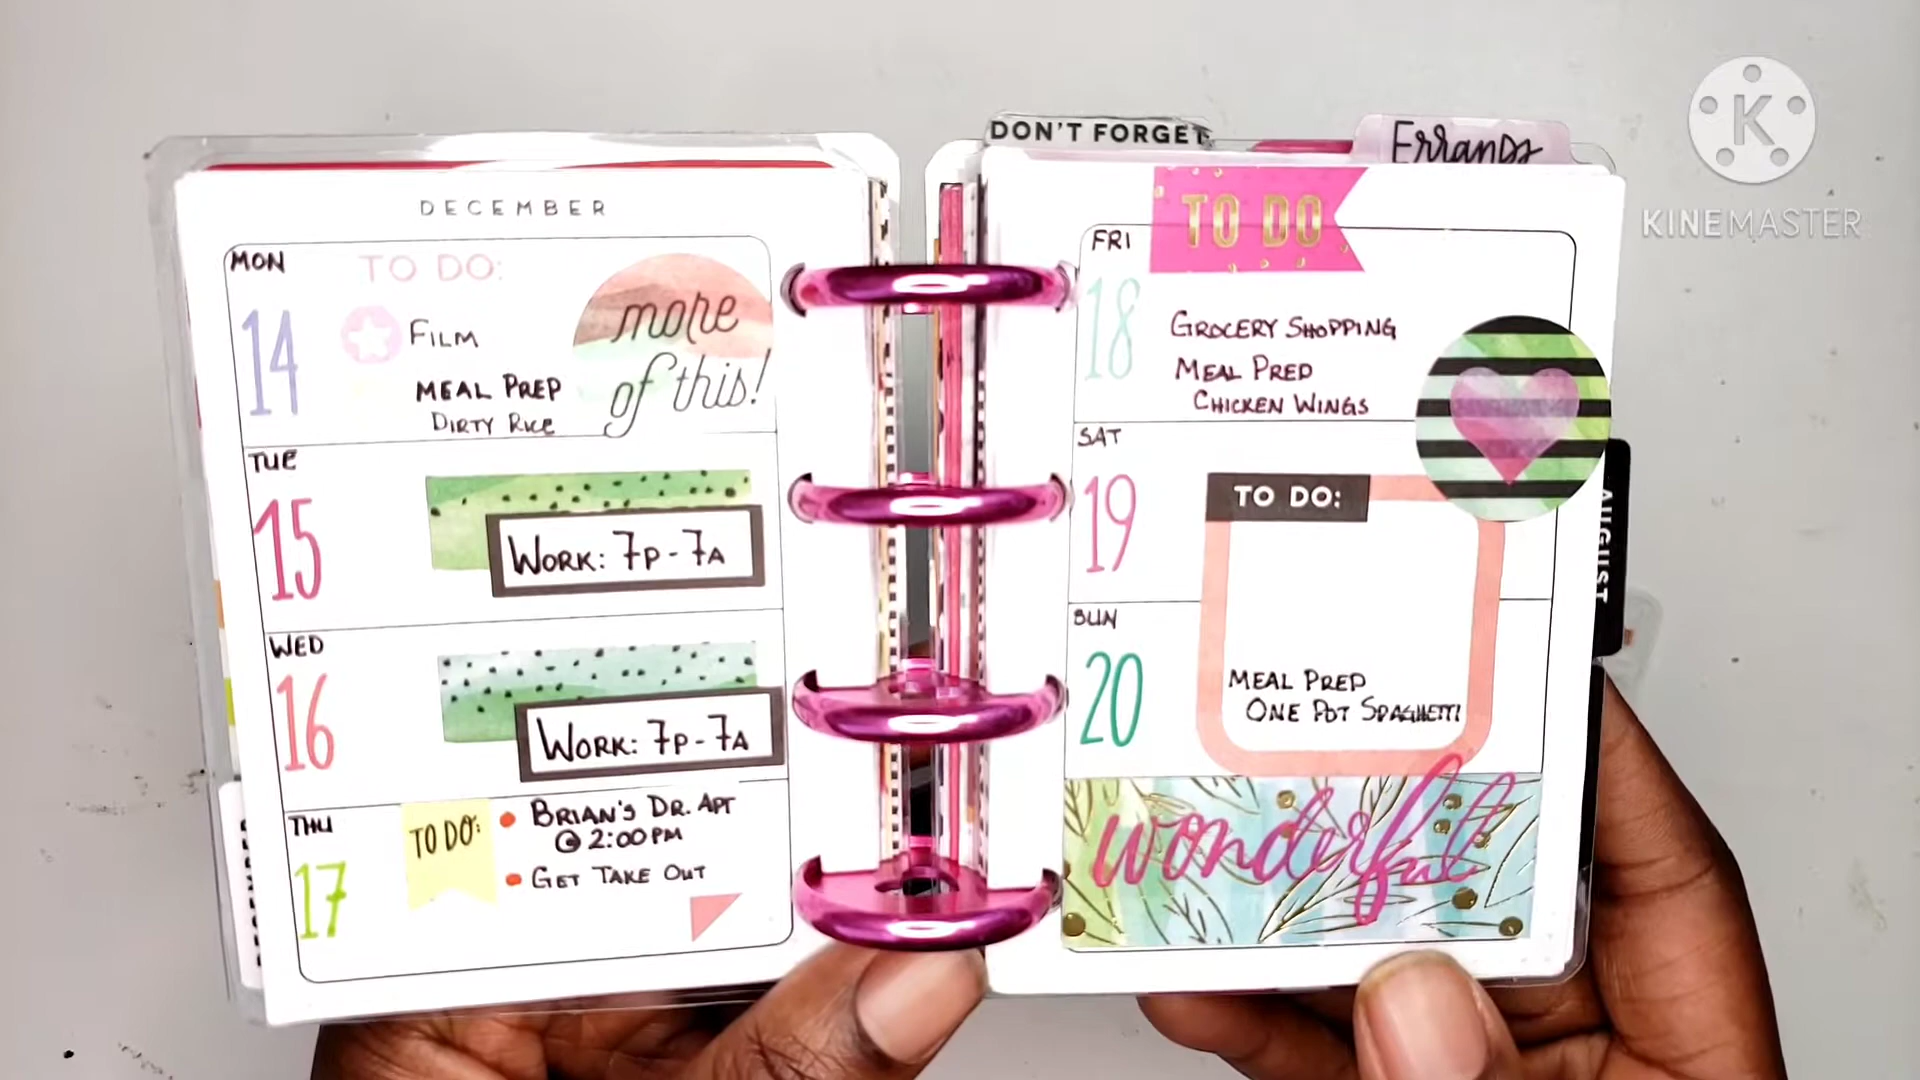 DECEMBER
MON
14
TO DO:
FILM
MEAL PREP
DIRTY RICE
more
of this!
TUE
15
WORK: 7P-7A
WED
16
WORK: 7P-7A
THU
17
TO DO:
BRIAN'S DR. APT
@ 2:00 PM
GET TAKE OUT
DON'T FORGET
ERRANDS
TO DO
FRI
18
GROCERY SHOPPING
MEAL PREP
CHICKEN WINGS
SAT
19
TO DO:
SUN
20
MEAL PREP
ONE POT SPAGHETTI
wonderful
AUGUST
DECEMBER
K
KINEMASTER